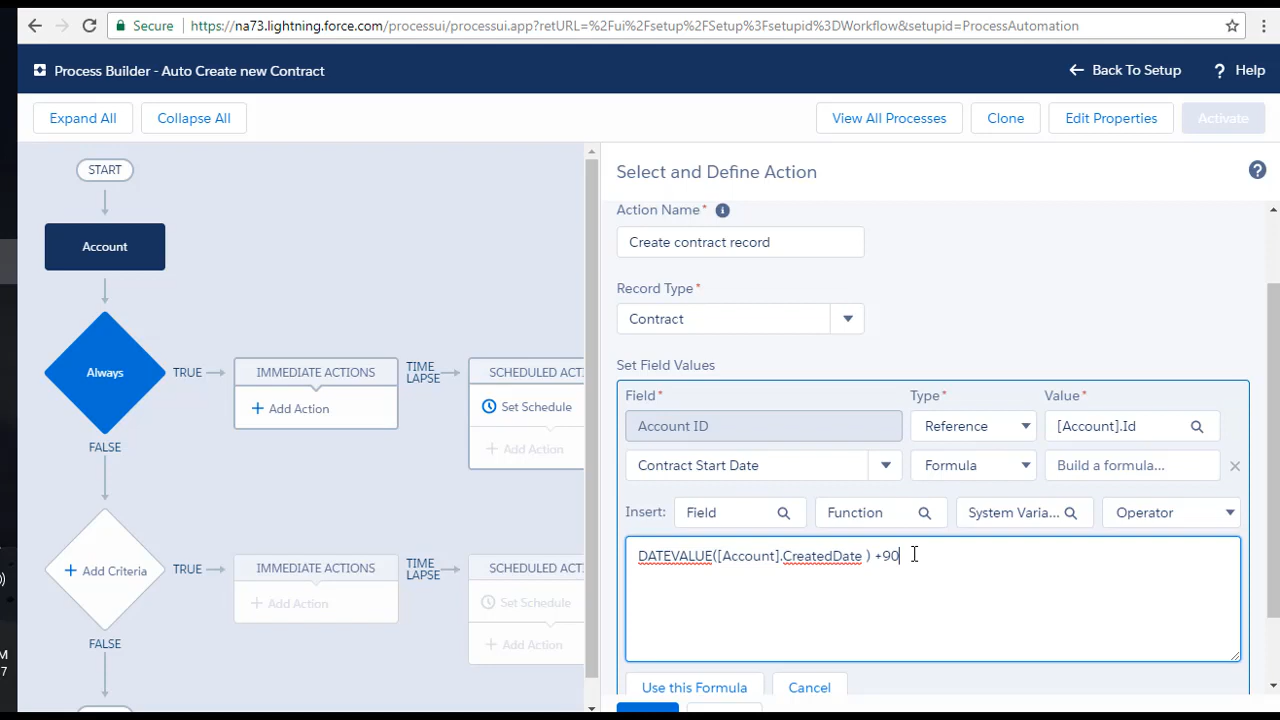 Secure
https://na73.lightning.force.com/processui/processui.app?retURL=%2Fui%2Fsetup%2FSetup%3Fsetupid%3DWorkflow&setupid=ProcessAutomation
Process Builder - Auto Create new Contract
Back To Setup
? Help
Expand All
Collapse All
View All Processes
Clone
Edit Properties
Activate
START
Account
Always
TRUE
IMMEDIATE ACTIONS
+ Add Action
TIME
LAPSE
SCHEDULED ACT
Set Schedule
+ Add Action
FALSE
+ Add Criteria
TRUE
IMMEDIATE ACTIONS
+ Add Action
TIME
LAPSE
SCHEDULED ACT
Set Schedule
+ Add Action
FALSE
Select and Define Action
?
Action Name*
Create contract record
Record Type*
Contract
Set Field Values
Field* Type* Value*
Account ID Reference [Account].Id
Contract Start Date Formula Build a formula...
Insert: Field Function System Varia... Operator
DATEVALUE([Account].CreatedDate ) +90
Use this Formula Cancel
M
7